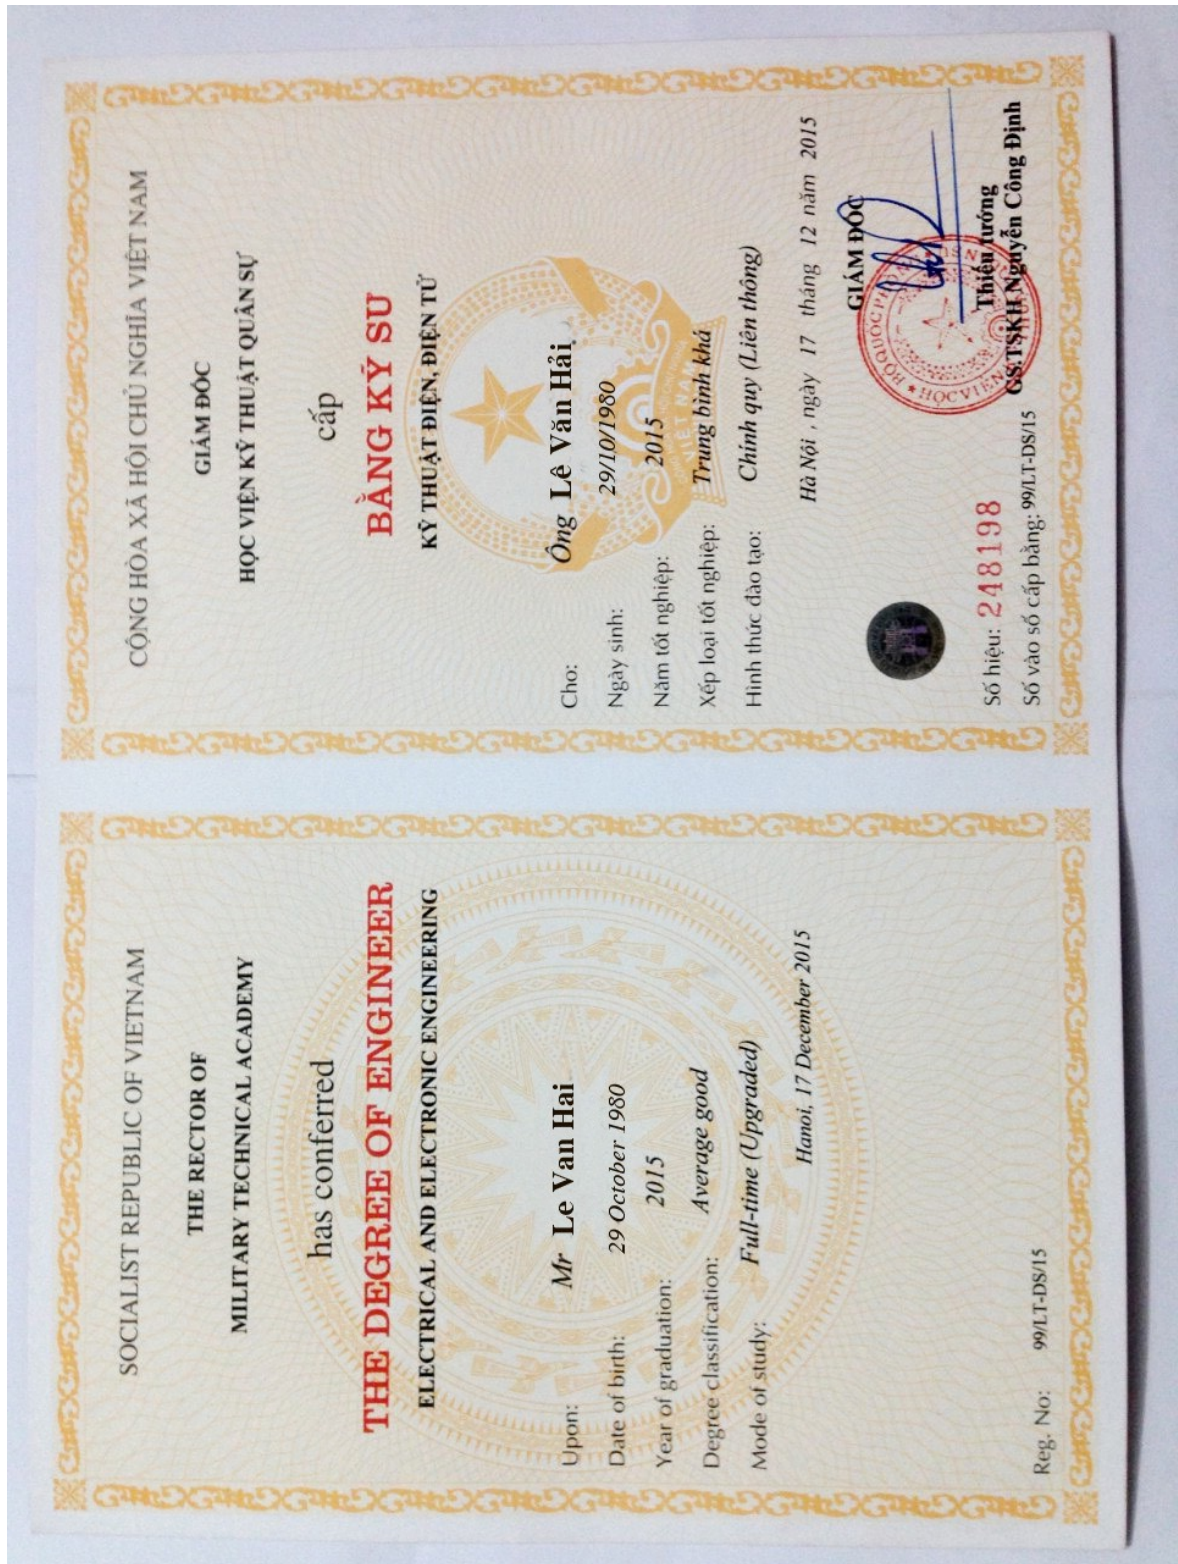 SOCIALIST REPUBLIC OF VIETNAM
THE RECTOR OF
MILITARY TECHNICAL ACADEMY
has conferred
THE DEGREE OF ENGINEER
ELECTRICAL AND ELECTRONIC ENGINEERING
Upon: Mr Le Van Hai
Date of birth: 29 October 1980
Year of graduation: 2015
Degree classification: Average good
Mode of study: Full-time (Upgraded)
Hanoi, 17 December 2015
Reg. No: 99/LT-DS/15
CỘNG HÒA XÃ HỘI CHỦ NGHĨA VIỆT NAM
GIÁM ĐỐC
HỌC VIỆN KỸ THUẬT QUÂN SỰ
cấp
BẰNG KỸ SƯ
KỸ THUẬT ĐIỆN, ĐIỆN TỬ
Cho: Ông Lê Văn Hải
Ngày sinh: 29/10/1980
Năm tốt nghiệp: 2015
Xếp loại tốt nghiệp: Trung bình khá
Hình thức đào tạo: Chính quy (Liên thông)
VIỆT NAM
Hà Nội , ngày 17 tháng 12 năm 2015
GIÁM ĐỐC
Thiếu tướng
GS.TSKH Nguyễn Công Định
Số hiệu: 248198
Số vào sổ cấp bằng: 99/LT-DS/15